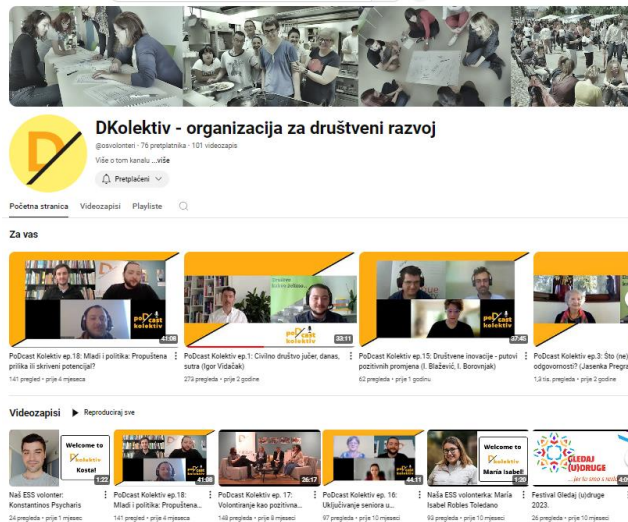 DKolektiv - organizacija za društveni razvoj
@osvolonteri · 76 pretplatnika · 101 videozapis
Više o tom kanalu ...više
Pretplaćeni
Početna stranica Videozapisi Playliste
Za vas
41:08
33:11
37:45
PoDcast Kolektiv ep.18: Mladi i politika: Propuštena
prilika ili skriveni potencijal?
141 pregled • prije 4 mjeseca
PoDcast Kolektiv ep.1: Civilno društvo jučer, danas,
sutra (Igor Vidačak)
273 pregleda • prije 2 godine
PoDcast Kolektiv ep.15: Društvene inovacije - putovi
pozitivnih promjena (I. Blažević, I. Borovnjak)
62 pregleda • prije 1 godinu
PoDcast Kolektiv ep.3: Što (ne)
odgovornosti? (Jasenka Pregra
1,3 tis. pregleda • prije 2 godine
Videozapisi Reproduciraj sve
Welcome to
Dkolektiv
Kosta!
1:22
41:08
26:17
44:11
Welcome to
Dkolektiv
Maria Isabel!
1:20
GLEDAJ
(U)DRUGE
Naš ESS volonter:
Konstantinos Psycharis
24 pregleda • prije 1 mjesec
PoDcast Kolektiv ep.18:
Mladi i politika: Propuštena...
141 pregled • prije 4 mjeseca
PoDcast Kolektiv ep. 17:
Volontiranje kao pozitivna...
148 pregleda • prije 8 mjeseci
PoDcast Kolektiv ep. 16:
Uključivanje seniora u...
97 pregleda • prije 10 mjeseci
Naša ESS volonterka: Maria
Isabel Robles Toledano
93 pregleda • prije 10 mjeseci
Festival Gledaj (u)druge
2023.
26 pregleda • prije 10 mjeseci